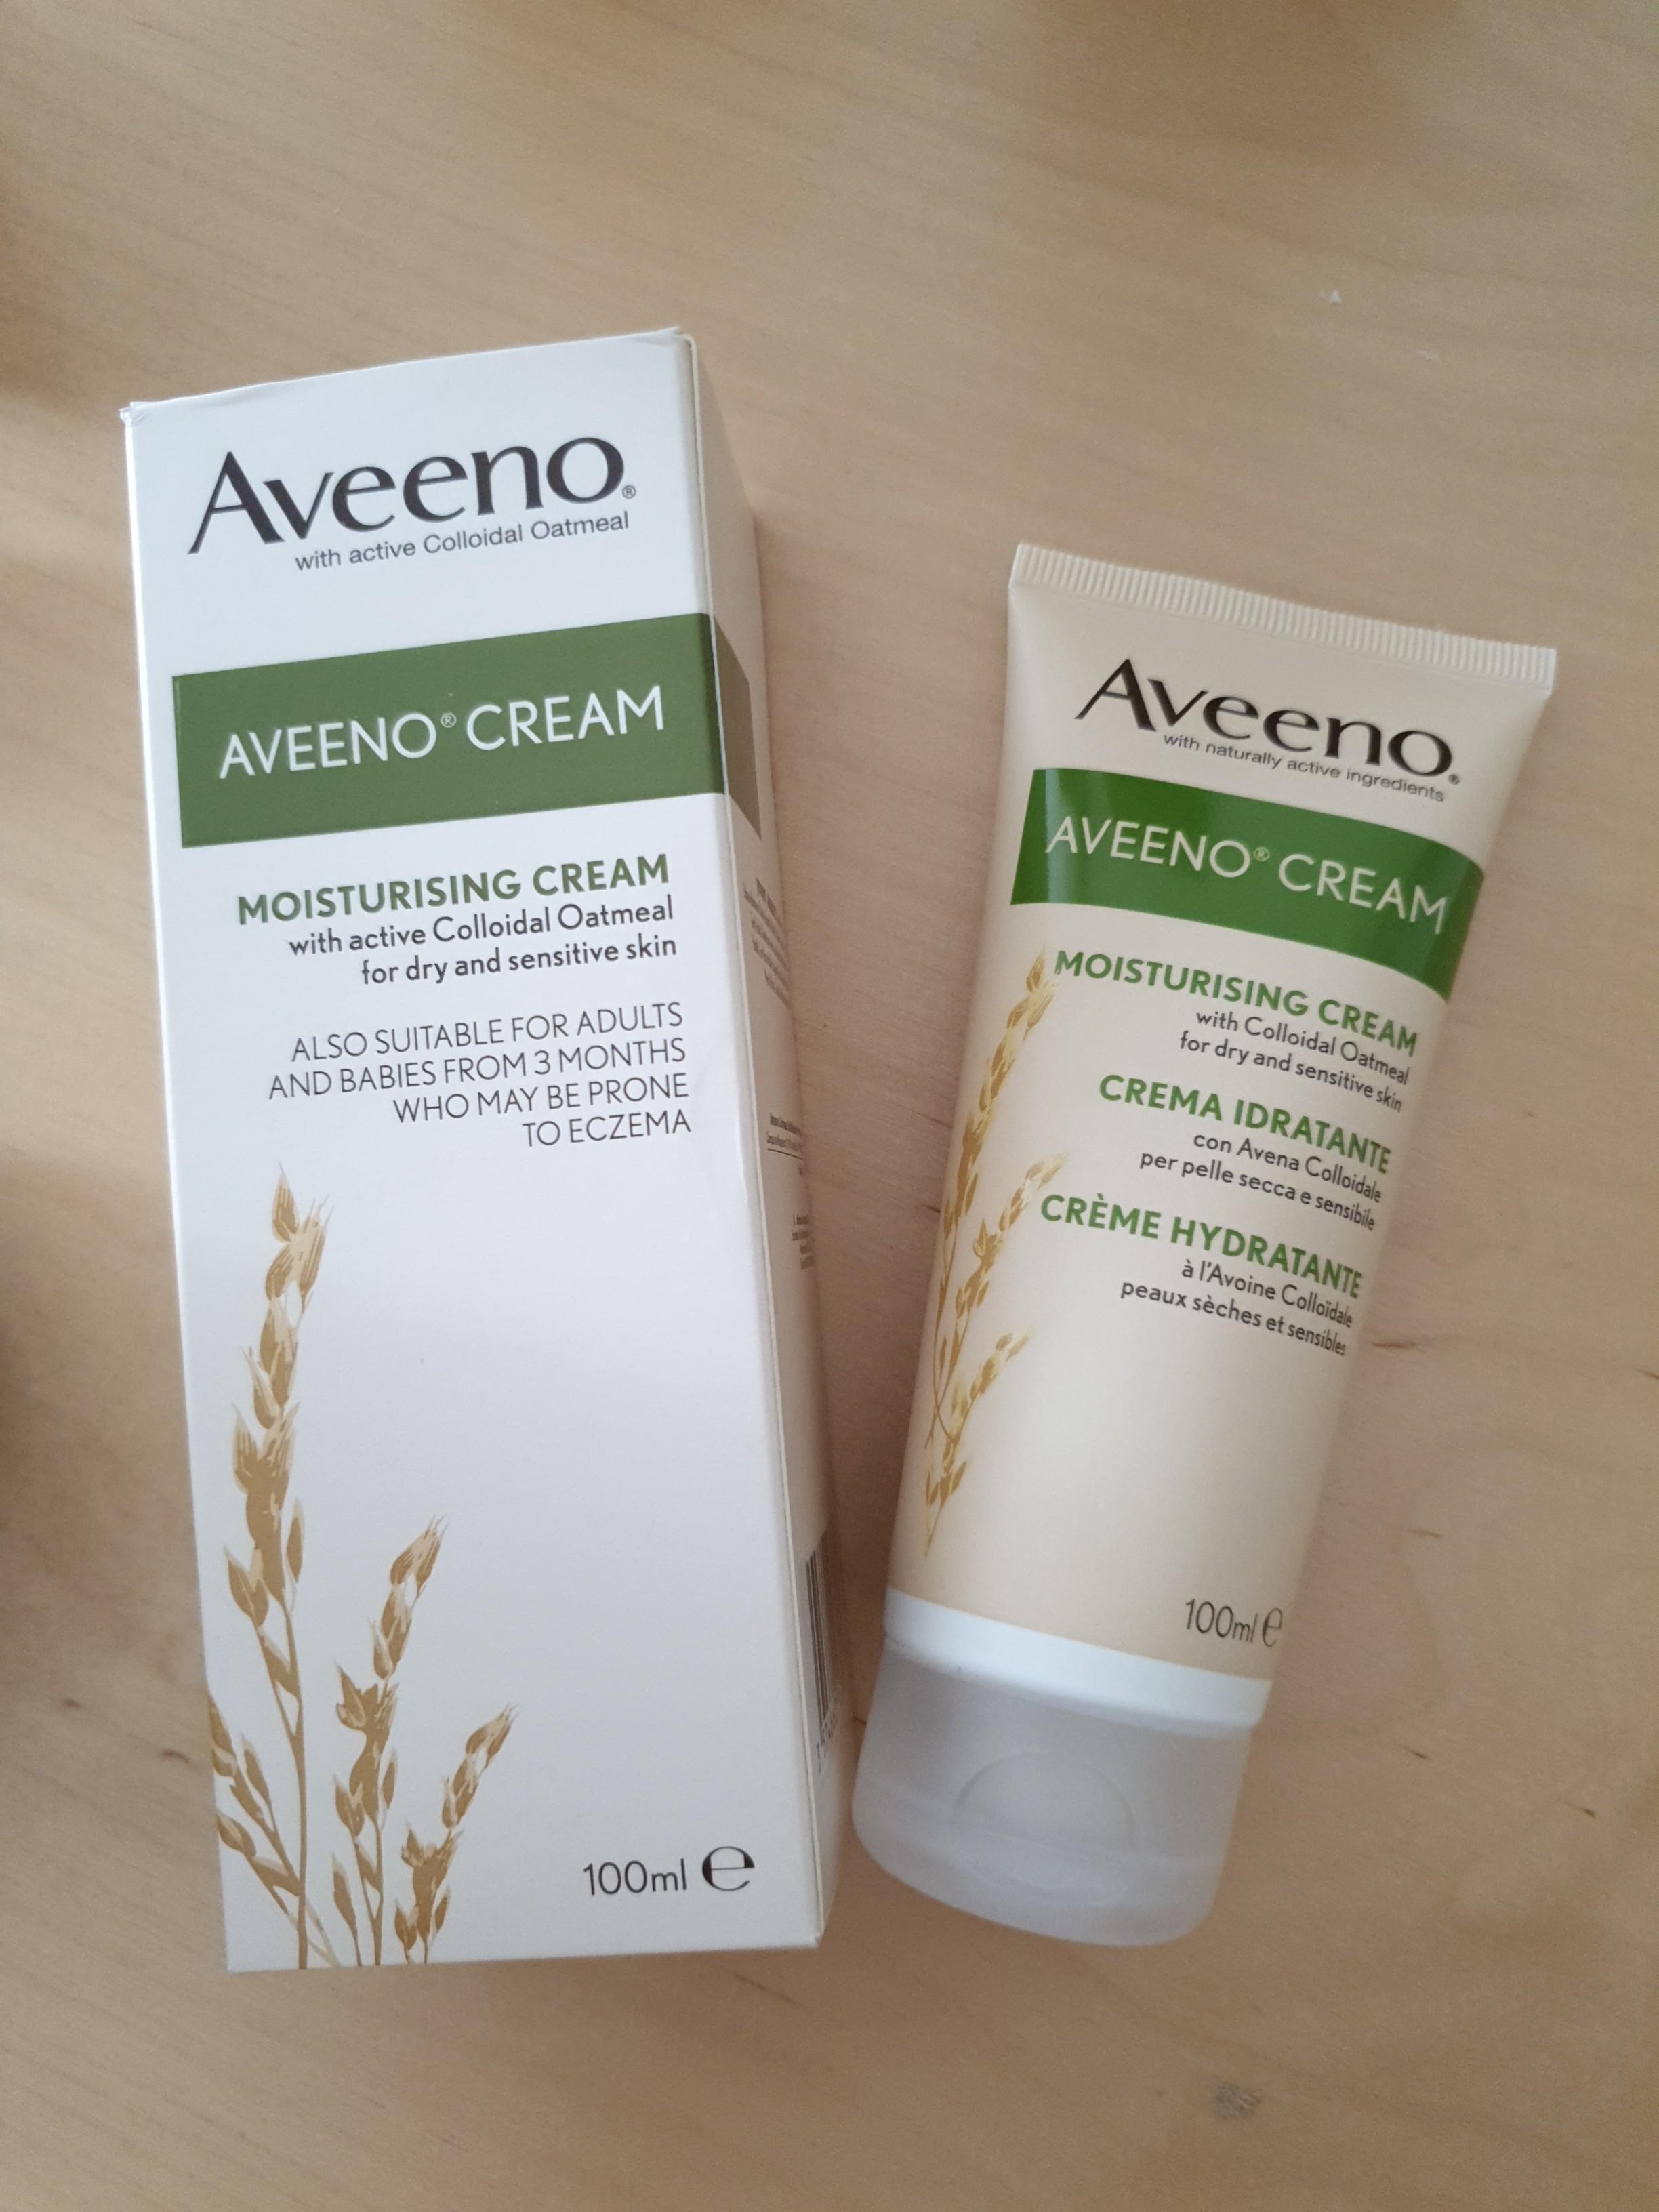 Aveeno®
with active Colloidal Oatmeal
AVEENO® CREAM
MOISTURISING CREAM
with active Colloidal Oatmeal
for dry and sensitive skin
ALSO SUITABLE FOR ADULTS
AND BABIES FROM 3 MONTHS
WHO MAY BE PRONE
TO ECZEMA
100ml ℮
Aveeno®
with naturally active ingredients
AVEENO® CREAM
MOISTURISING CREAM
with Colloidal Oatmeal
for dry and sensitive skin
CREMA IDRATANTE
con Avena Colloidale
per pelle secca e sensibile
CRÈME HYDRATANTE
à l'Avoine Colloïdale
peaux sèches et sensibles
100ml ℮